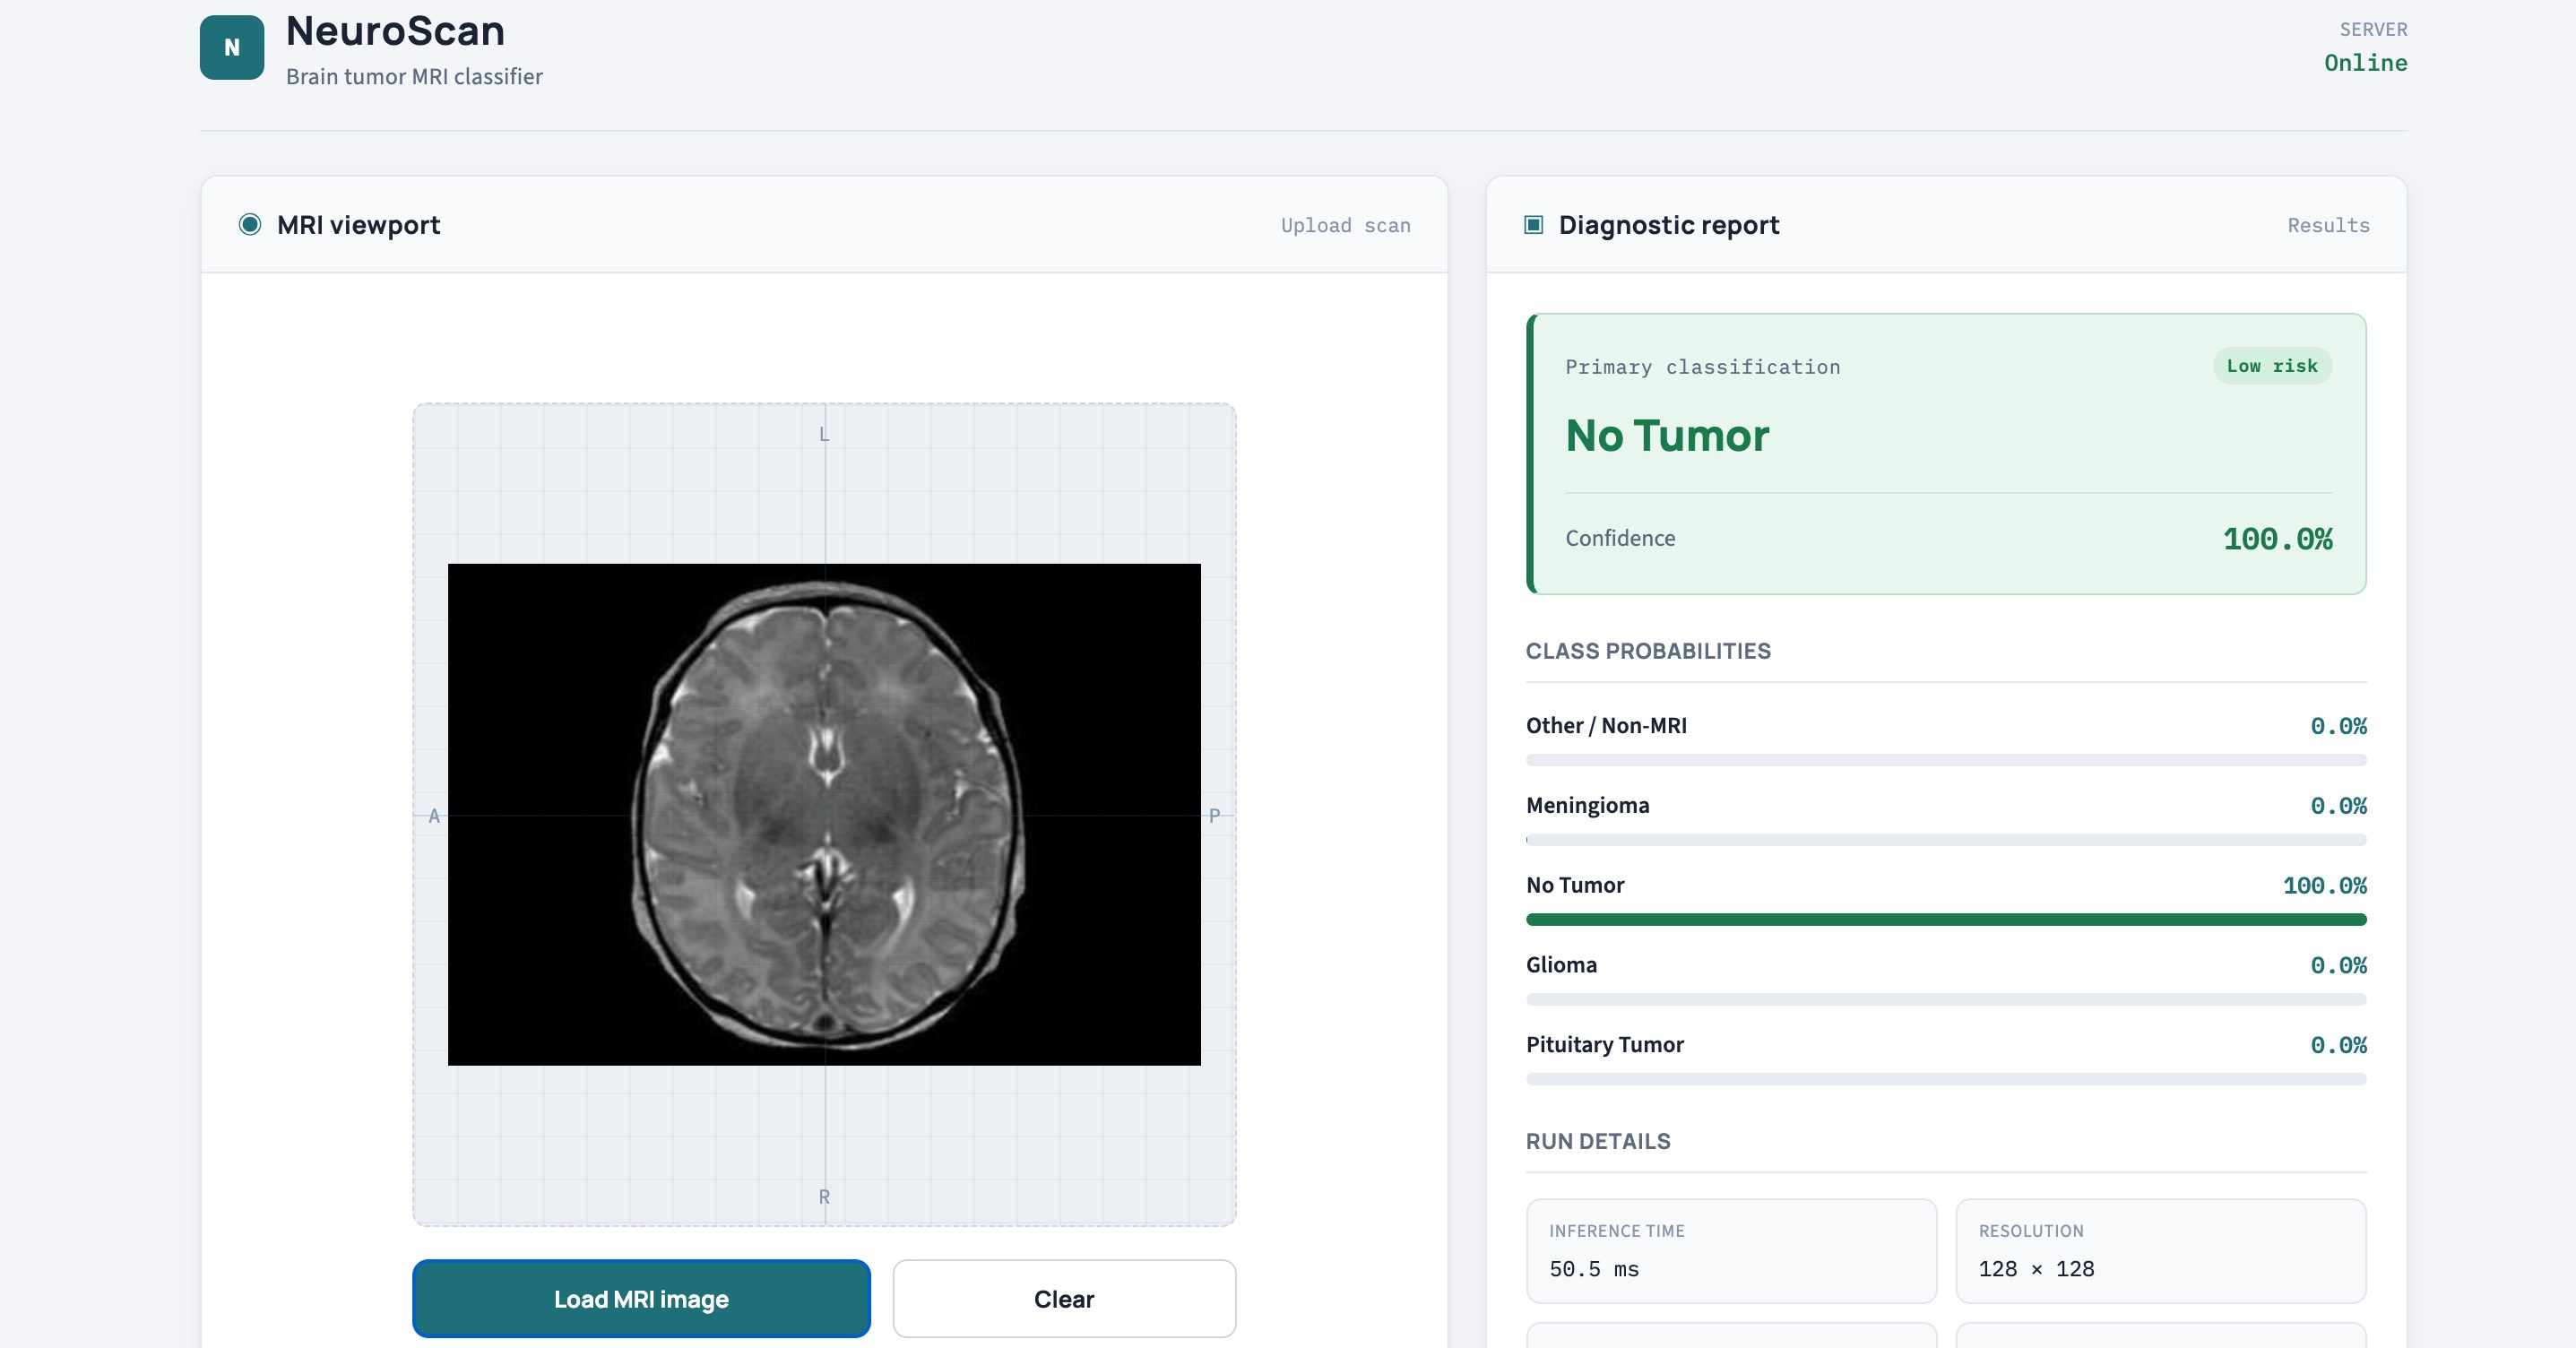 N
NeuroScan
Brain tumor MRI classifier
SERVER
Online
MRI viewport
Upload scan
L
A
P
R
Load MRI image
Clear
Diagnostic report
Results
Primary classification
Low risk
No Tumor
Confidence
100.0%
CLASS PROBABILITIES
Other / Non-MRI
0.0%
Meningioma
0.0%
No Tumor
100.0%
Glioma
0.0%
Pituitary Tumor
0.0%
RUN DETAILS
INFERENCE TIME
50.5 ms
RESOLUTION
128 × 128